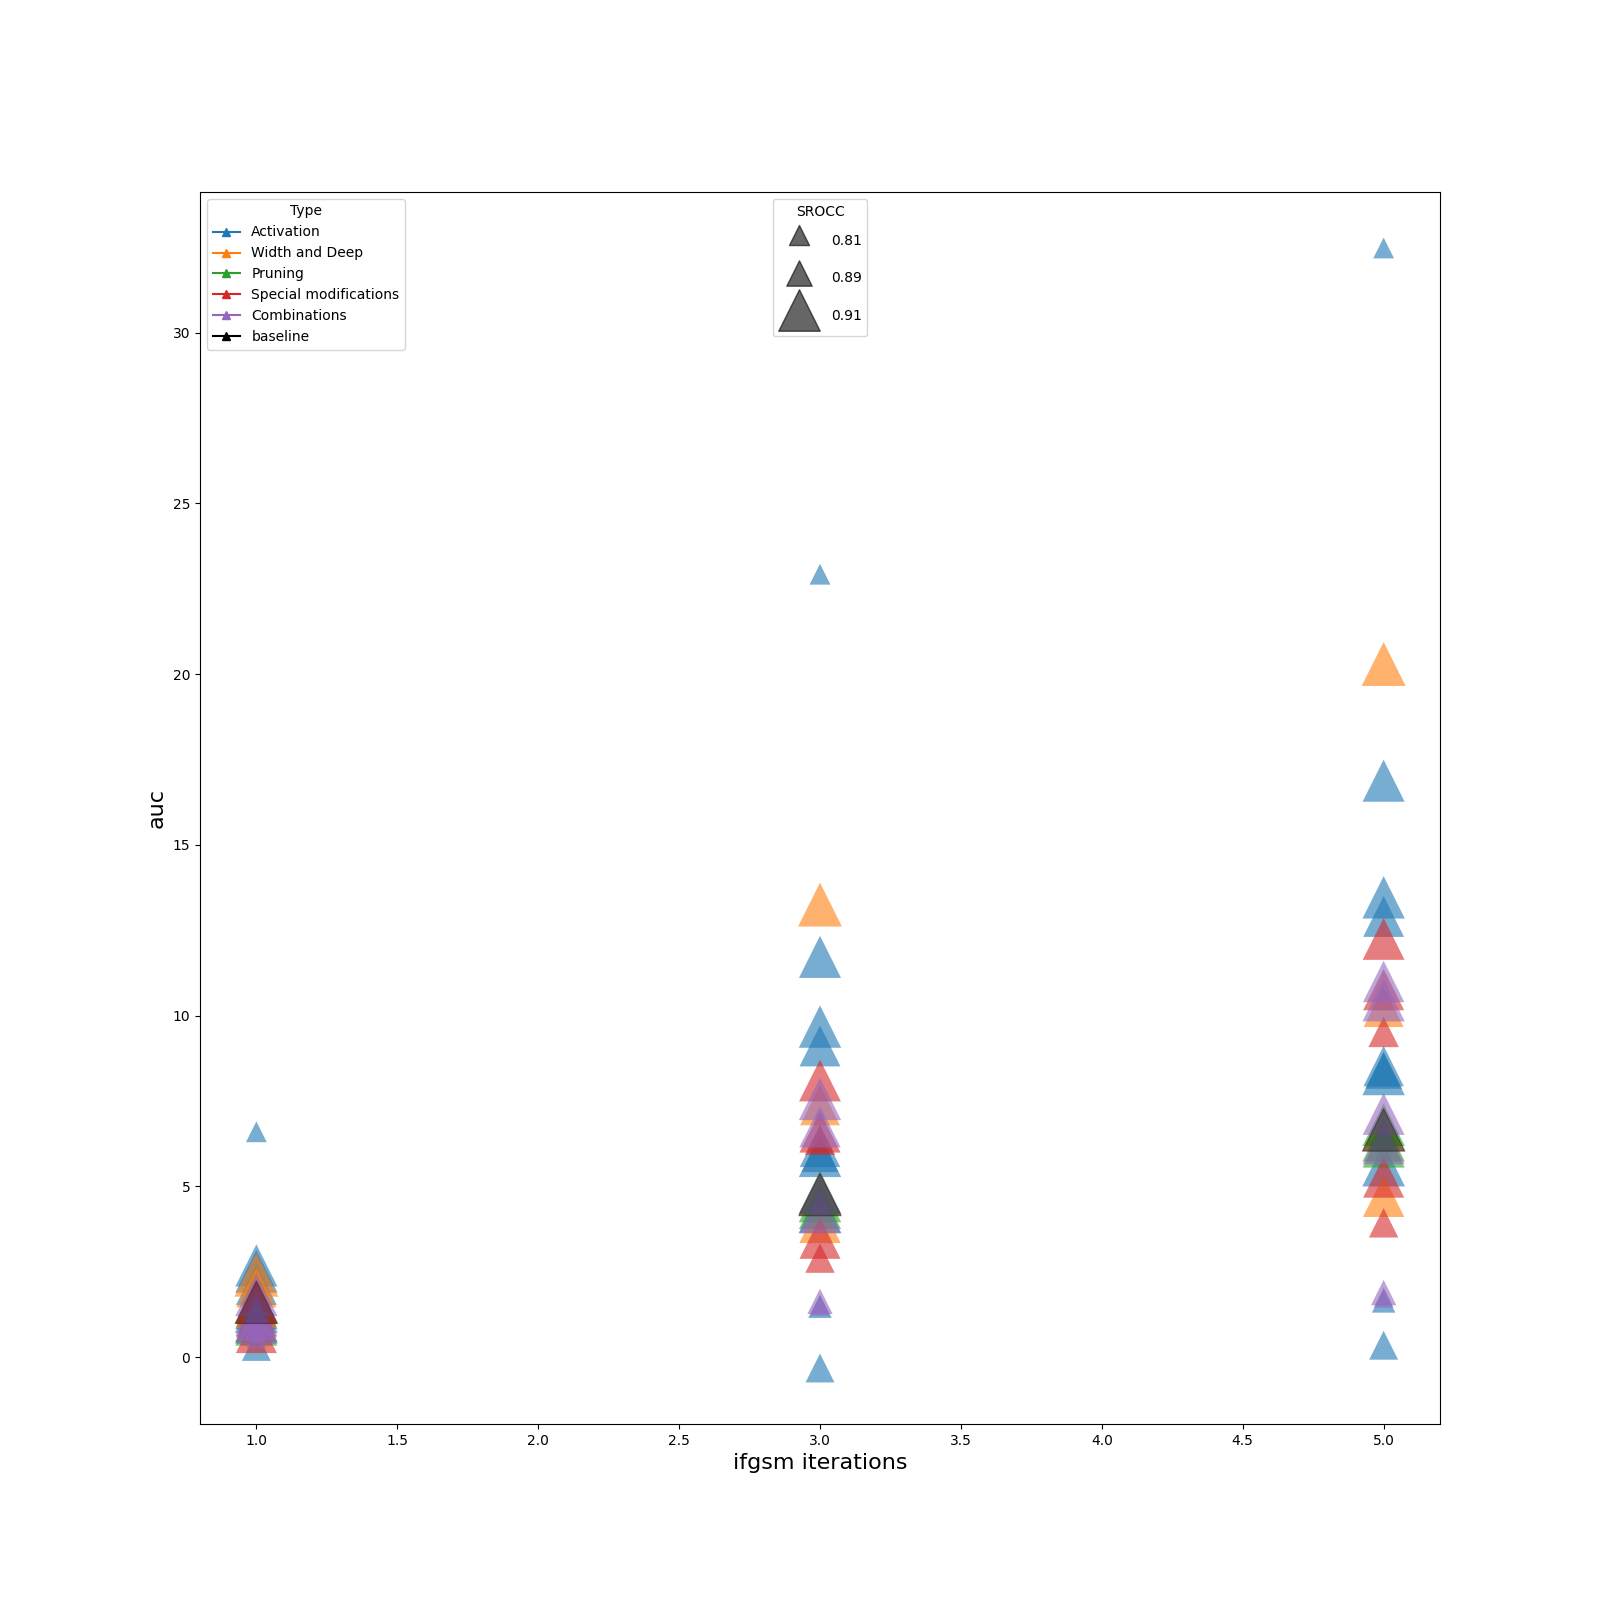 Type
Activation
Width and Deep
Pruning
Special modifications
Combinations
baseline
SROCC
0.81
0.89
0.91
30
25
20
15
10
5
0
auc
1.0 1.5 2.0 2.5 3.0 3.5 4.0 4.5 5.0
ifgsm iterations